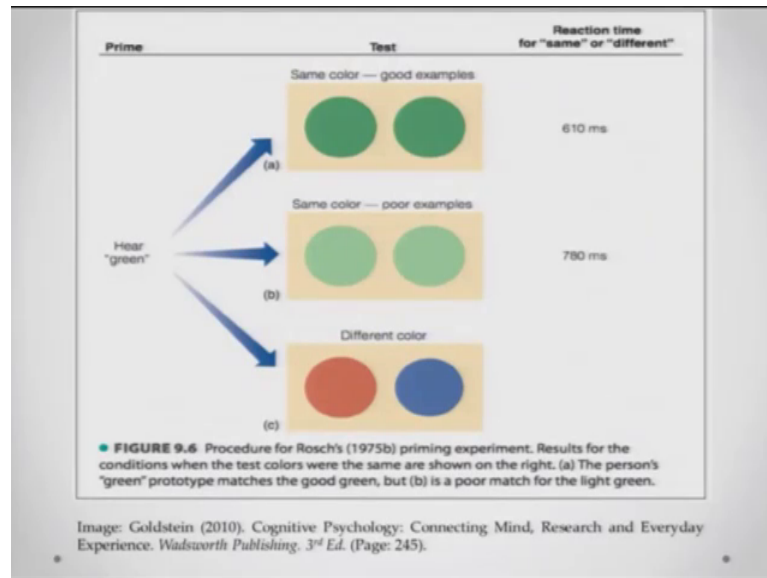 Reaction time
Prime Test for "same" or "different"
Same color — good examples
610 ms
(a)
Same color — poor examples
Hear
"green"
780 ms
(b)
Different color
(c)
• FIGURE 9.6 Procedure for Rosch's (1975b) priming experiment. Results for the
conditions when the test colors were the same are shown on the right. (a) The person's
"green" prototype matches the good green, but (b) is a poor match for the light green.
Image: Goldstein (2010). Cognitive Psychology: Connecting Mind, Research and Everyday
Experience. Wadsworth Publishing. 3rd Ed. (Page: 245).